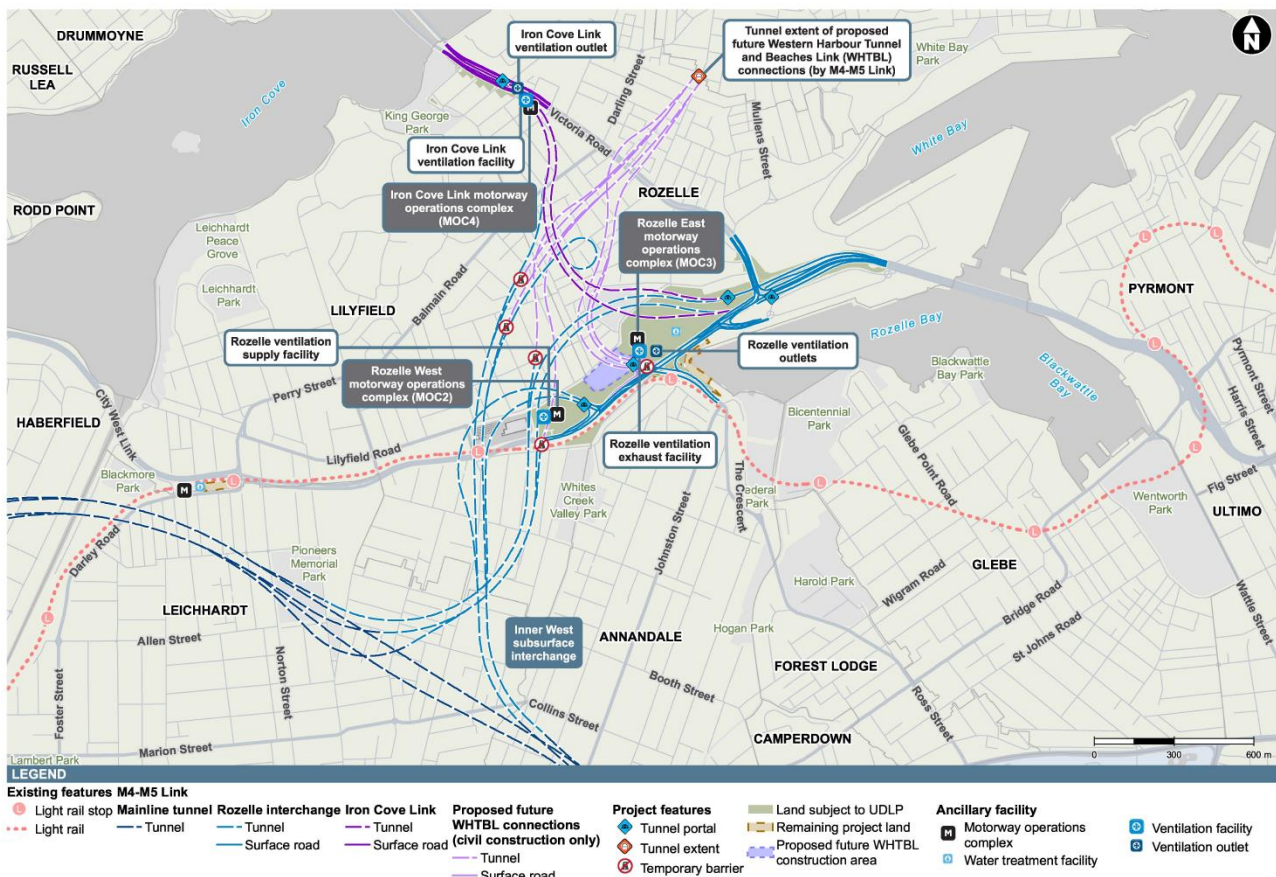 DRUMMOYNE
RUSSELL
LEA
Iron Cove
RODD POINT
Iron Cove Link
ventilation outlet
Tunnel extent of proposed
future Western Harbour Tunnel
and Beaches Link (WHTBL)
connections (by M4-M5 Link)
White Bay
Park
N
Darling Street
King George
Park
Victoria Road
Mullens Street
White Bay
Iron Cove Link
ventilation facility
Iron Cove Link motorway
operations complex
(MOC4)
ROZELLE
Rozelle East
motorway
operations
complex (MOC3)
Leichhardt
Peace
Grove
Leichhardt
Park
LILYFIELD
Balmain Road
PYRMONT
Rozelle Bay
Rozelle ventilation
supply facility
Rozelle West
motorway operations
complex (MOC2)
Rozelle ventilation
outlets
Blackwattle
Bay Park
Blackwattle
Bay
Pyrmont Street
Harris Street
Perry Street
HABERFIELD
City West Link
Lilyfield Road
Bicentennial
Park
Rozelle ventilation
exhaust facility
Glebe Point Road
Fig Street
Blackmore
Park
Whites Creek
Valley Park
The Crescent
Federal
Park
Wentworth
Park
ULTIMO
Darley Road
Pioneers
Memorial
Park
Johnston Street
GLEBE
Harold Park
Wigram Road
Bridge Road
Wattle Street
LEICHHARDT
Allen Street
Norton Street
Inner West
subsurface
interchange
ANNANDALE
Hogan Park
St Johns Road
FOREST LODGE
Foster Street
Booth Street
Ross Street
Collins Street
Marion Street
CAMPERDOWN
Lambert Park
0 300 600 m
LEGEND
Existing features
Light rail stop
Light rail
M4-M5 Link
Mainline tunnel
Tunnel
Rozelle interchange
Tunnel
Surface road
Iron Cove Link
Tunnel
Surface road
Proposed future
WHTBL connections
(civil construction only)
Tunnel
Surface road
Project features
Tunnel portal
Tunnel extent
Temporary barrier
Land subject to UDLP
Remaining project land
Proposed future WHTBL
construction area
Ancillary facility
Motorway operations
complex
Water treatment facility
Ventilation facility
Ventilation outlet